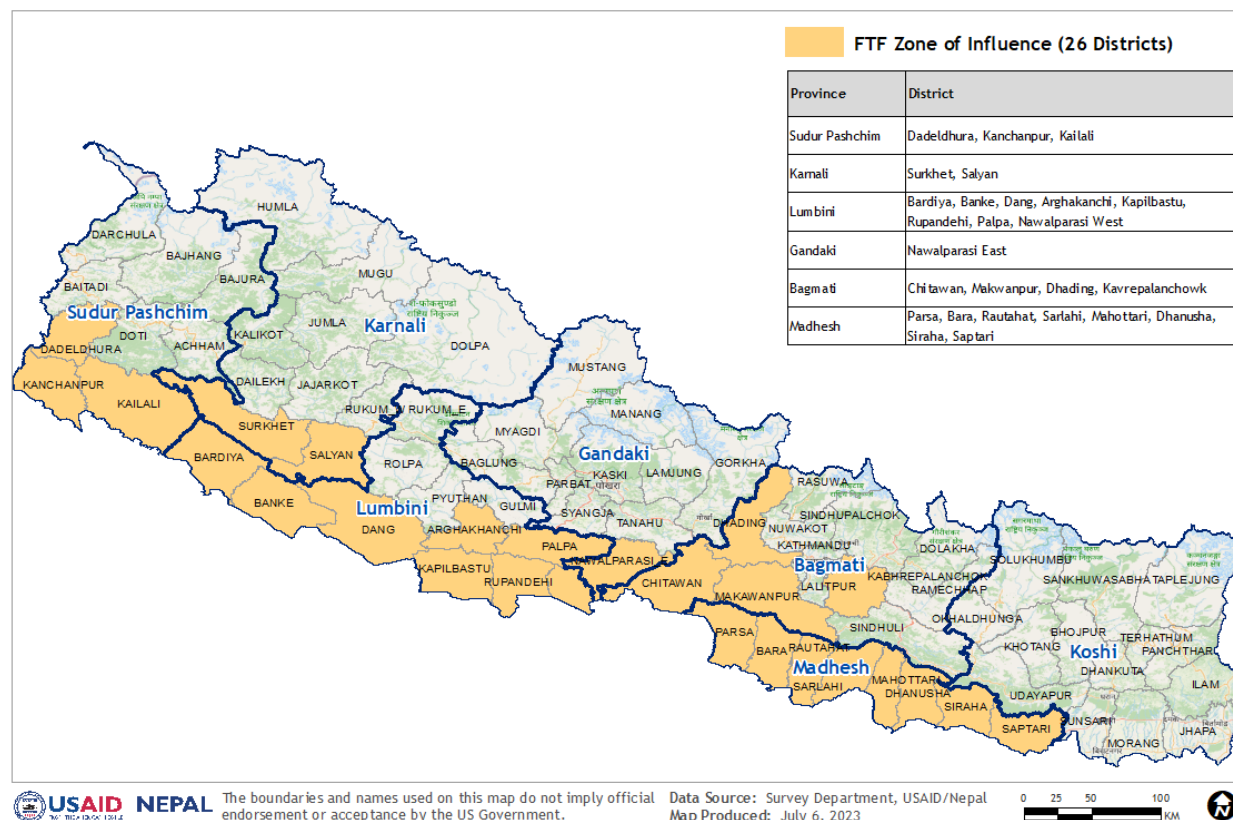 FTF Zone of Influence (26 Districts)
Province District
Sudur Pashchim Dadeldhura, Kanchanpur, Kailali
Karnali Surkhet, Salyan
Lumbini Bardiya, Banke, Dang, Arghakanchi, Kapilbastu,
Rupandehi, Palpa, Nawalparasi West
Gandaki Nawalparasi East
Bagmati Chitawan, Makwanpur, Dhading, Kavrepalanchowk
Madhesh Parsa, Bara, Rautahat, Sarlahi, Mahottari, Dhanusha,
Siraha, Saptari
HUMLA
DARCHULA
BAJHANG
MUGU
BAJURA
BAITADI
Sudur Pashchim
JUMLA
Karnali
DOTI
KALIKOT
DOLPA
DADELDHURA
ACHHAM
MUSTANG
KANCHANPUR
DAILEKH
JAJARKOT
KAILALI
RUKUM
RUKUM E
MANANG
SURKHET
MYAGDI
BARDIYA
SALYAN
ROLPA
BAGLUNG
Gandaki
GORKHA
KASKI
LAMJUNG
PARBAT
पोखरा
RASUWA
BANKE
PYUTHAN
Lumbini
GULMI
SYANGJA
TANAHU
DHADING
SINDHUPALCHOK
NUWAKOT
DANG
ARGHAKHANCHI
PALPA
KATHMANDU
DOLAKHA
SOLUKHUMBU
KAPILBASTU
RUPANDEHI
CHITAWAN
Bagmati
SANKHUWASABHA
TAPLEJUNG
LALITPUR
KABHREPALANCHOK
RAMECHHAP
MAKAWANPUR
OKHALDHUNGA
PARSA
SINDHULI
BHOJPUR
TERHATHUM
KHOTANG
PANCHTHAR
Koshi
BARA
RAUTAHAT
Madhesh
DHANKUTA
SARLAHI
MAHOTTARI
DHANUSHA
ILAM
UDAYAPUR
SIRAHA
SAPTARI
SUNSARI
MORANG
JHAPA
USAID NEPAL
The boundaries and names used on this map do not imply official
endorsement or acceptance by the US Government.
Data Source: Survey Department, USAID/Nepal
Map Produced: July 6, 2023
0 25 50 100
KM
N